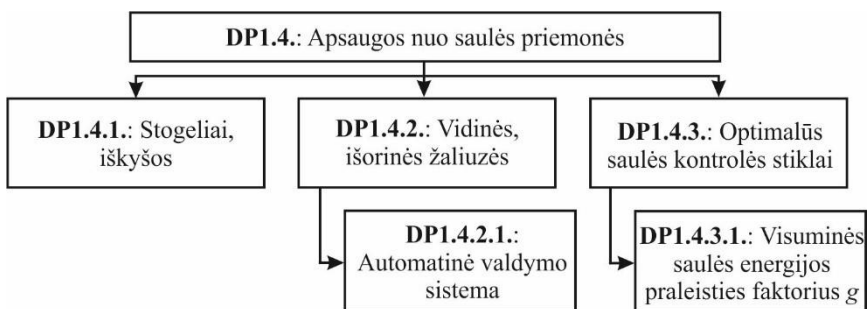 DP1.4.: Apsaugos nuo saulės priemonės
DP1.4.1.: Stogeliai,
iškyšos
DP1.4.2.: Vidinės,
išorinės žaliuzės
DP1.4.3.: Optimalūs
saulės kontrolės stiklai
DP1.4.2.1.:
Automatinė valdymo
sistema
DP1.4.3.1.: Visuminės
saulės energijos
praleisties faktorius g